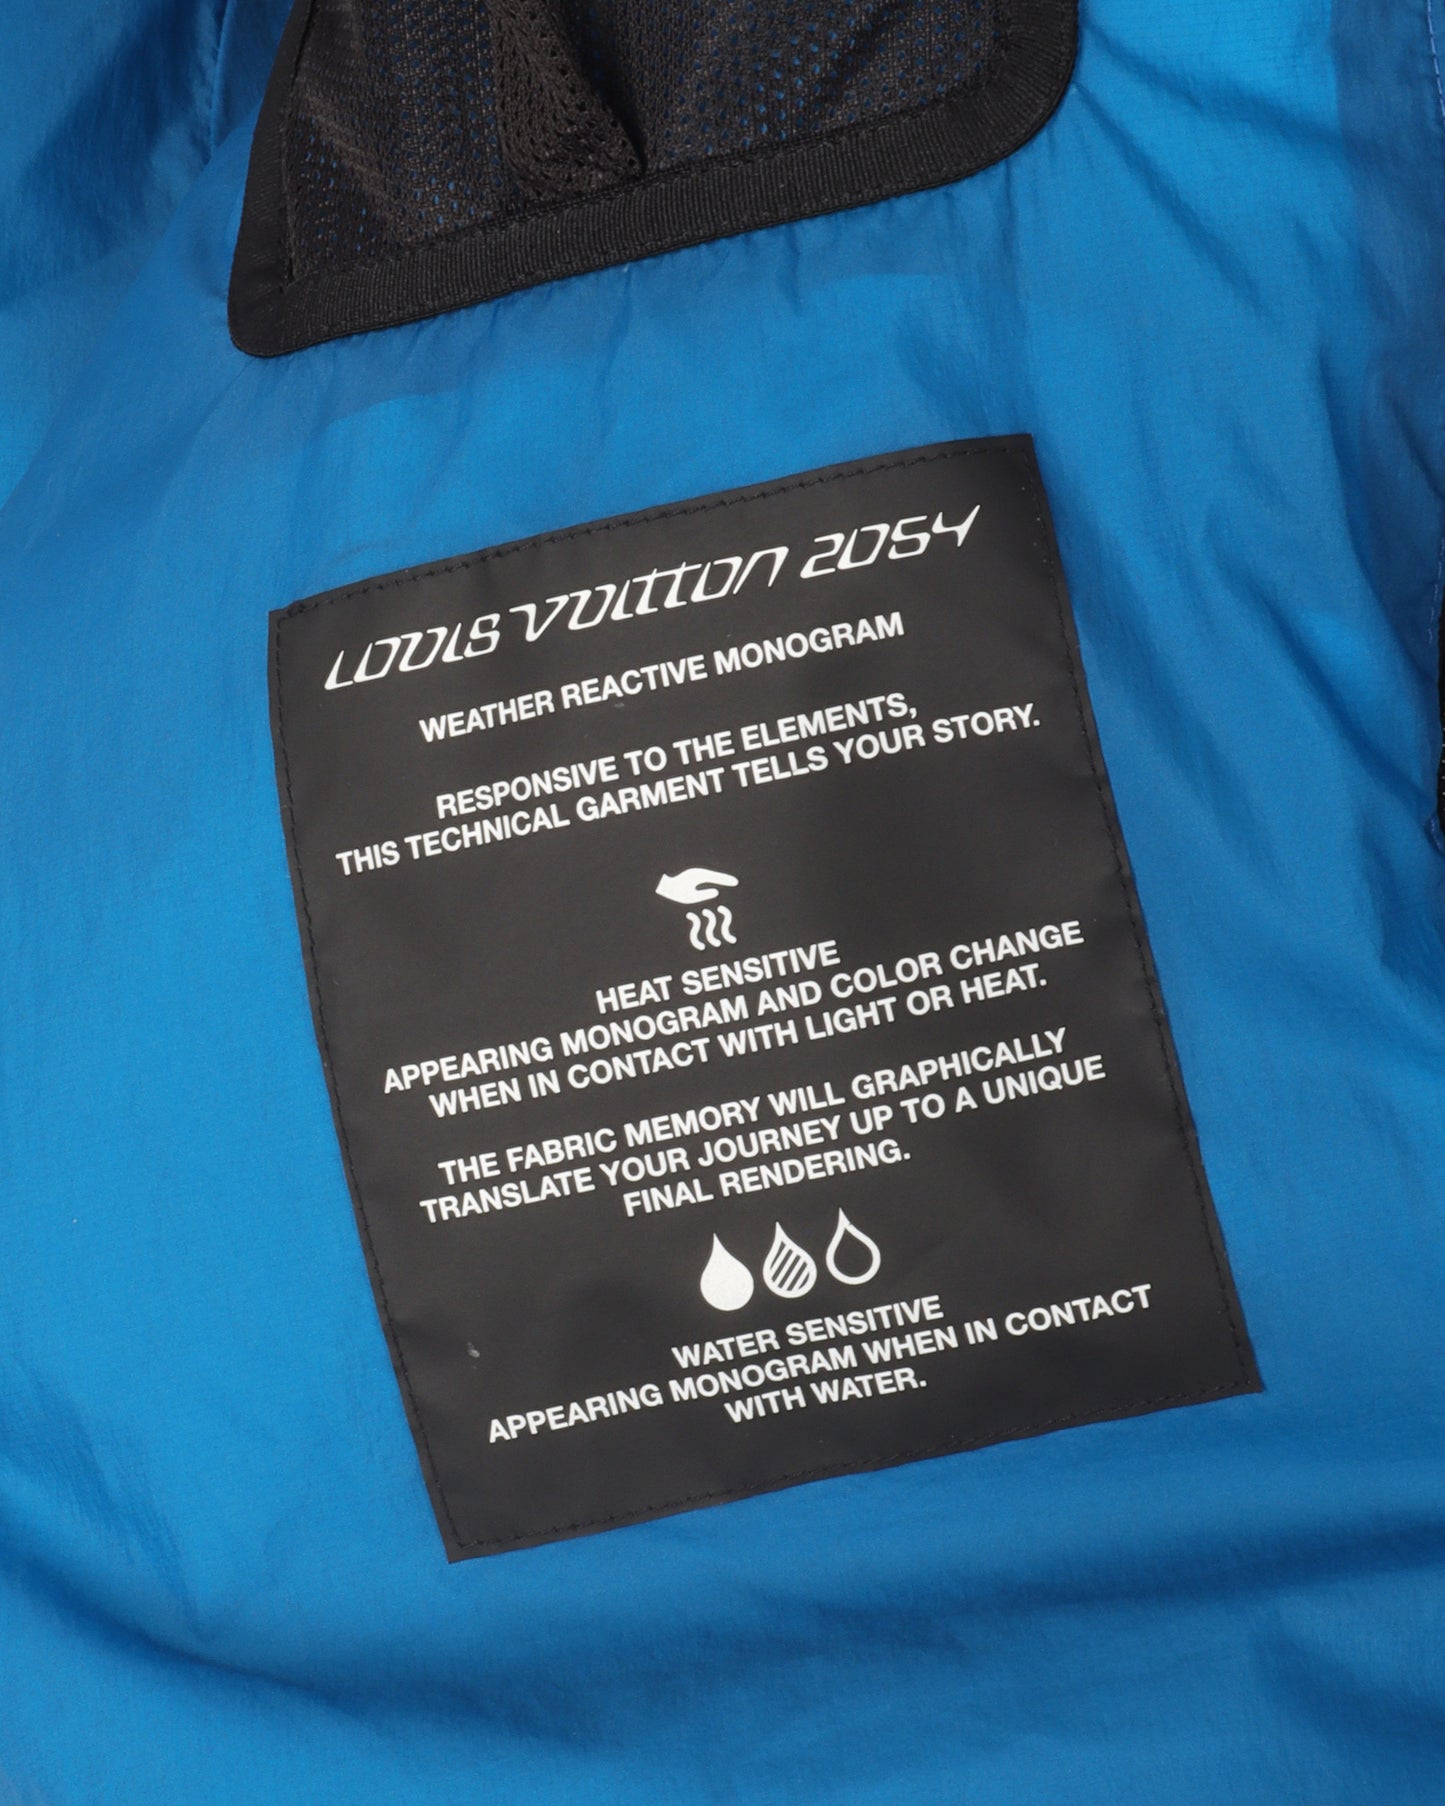 LOUIS VUITTON 2054
WEATHER REACTIVE MONOGRAM
RESPONSIVE TO THE ELEMENTS,
THIS TECHNICAL GARMENT TELLS YOUR STORY.
HEAT SENSITIVE
APPEARING MONOGRAM AND COLOR CHANGE
WHEN IN CONTACT WITH LIGHT OR HEAT.
THE FABRIC MEMORY WILL GRAPHICALLY
TRANSLATE YOUR JOURNEY UP TO A UNIQUE
FINAL RENDERING.
WATER SENSITIVE
APPEARING MONOGRAM WHEN IN CONTACT
WITH WATER.